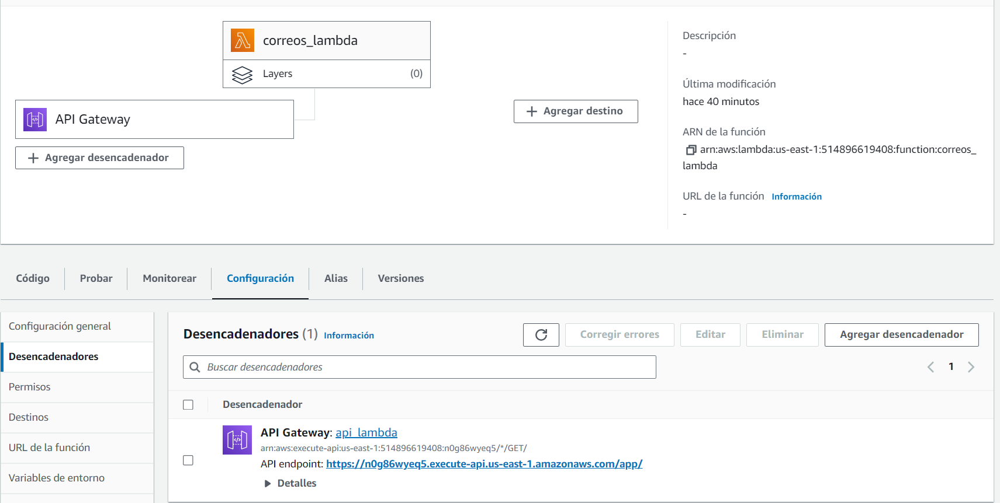 correos_lambda
Layers
(0)
API Gateway
Agregar desencadenador
Agregar destino
Descripción
-
Última modificación
hace 40 minutos
ARN de la función
arn:aws:lambda:us-east-1:514896619408:function:correos_
lambda
URL de la función Información
-
Código Probar Monitorear Configuración Alias Versiones
Configuración general
Desencadenadores
Permisos
Destinos
URL de la función
Variables de entorno
Desencadenadores (1) Información
Corregir errores Editar Eliminar Agregar desencadenador
Buscar desencadenadores
1
Desencadenador
API Gateway: api_lambda
arn:aws:execute-api:us-east-1:514896619408:n0g86wyeq5/*/GET/
API endpoint: https://n0g86wyeq5.execute-api.us-east-1.amazonaws.com/app/
Detalles